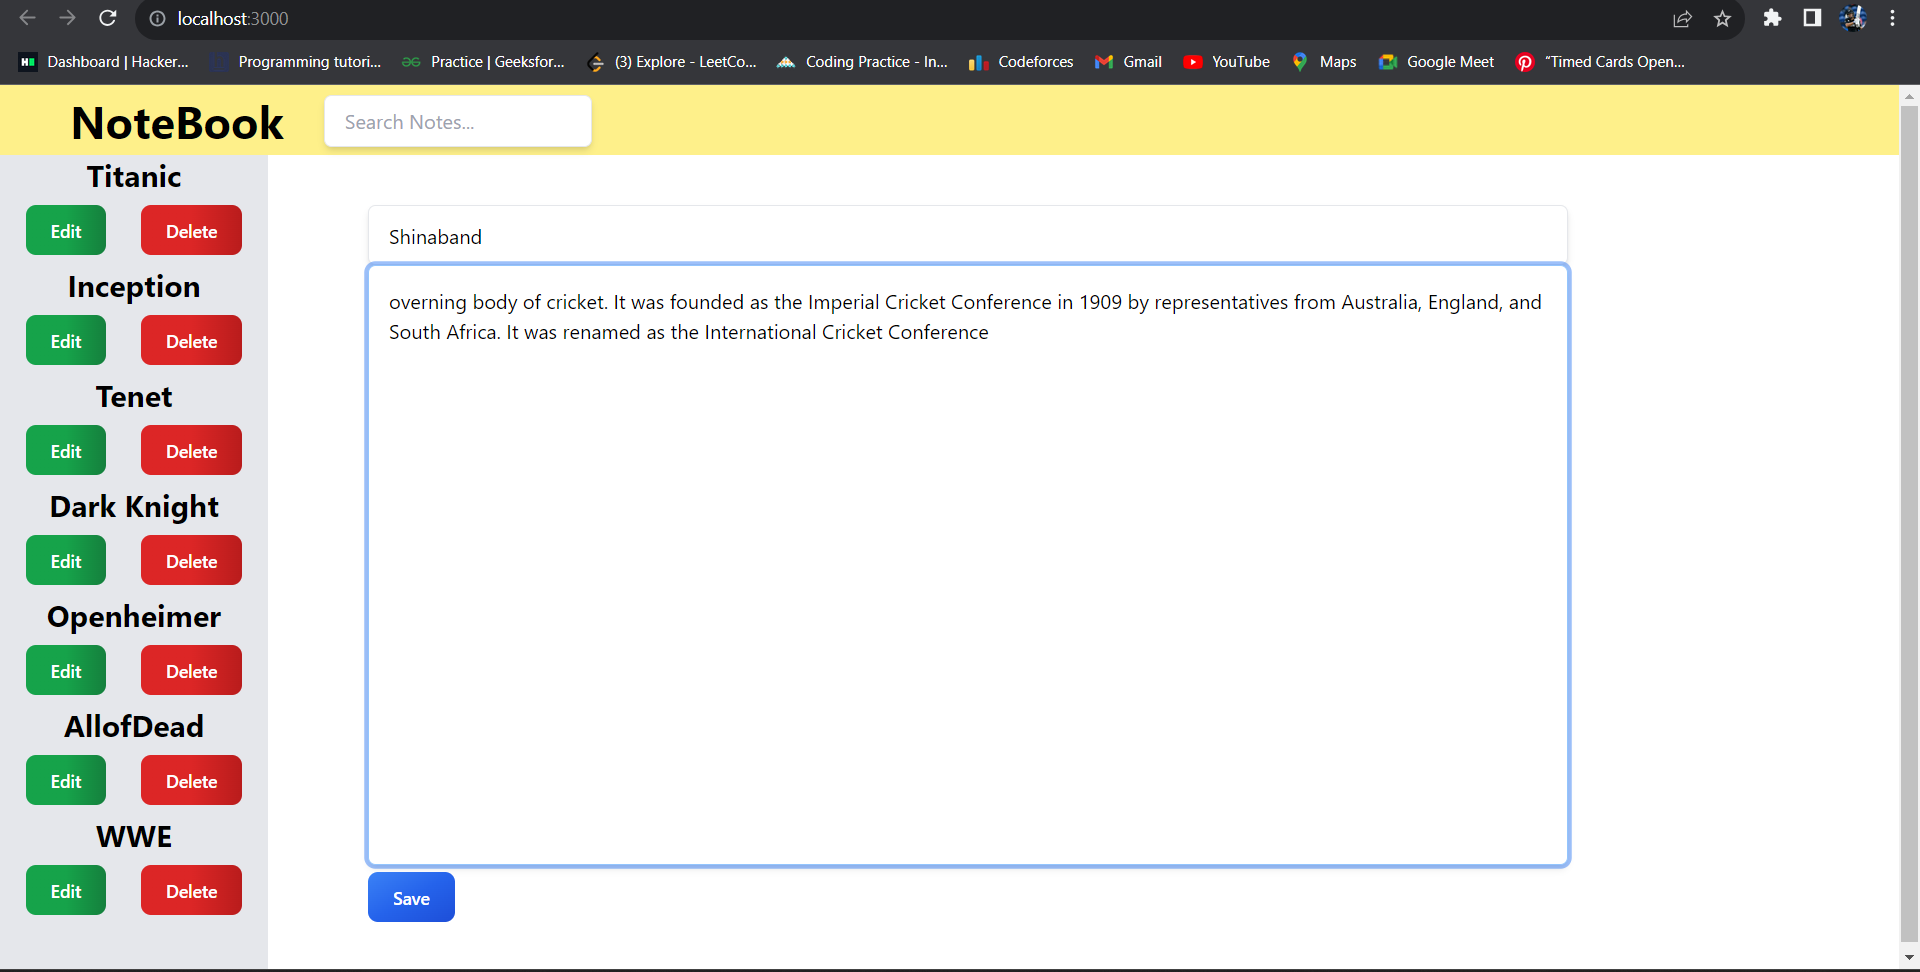 localhost:3000
Dashboard | Hacker... Programming tutori... Practice | Geeksfor... (3) Explore - LeetCo... Coding Practice - In... Codeforces Gmail YouTube Maps Google Meet “Timed Cards Open...
NoteBook Search Notes...
Titanic
Edit Delete
Inception
Edit Delete
Tenet
Edit Delete
Dark Knight
Edit Delete
Openheimer
Edit Delete
AllofDead
Edit Delete
WWE
Edit Delete
Shinaband
overning body of cricket. It was founded as the Imperial Cricket Conference in 1909 by representatives from Australia, England, and
South Africa. It was renamed as the International Cricket Conference
Save